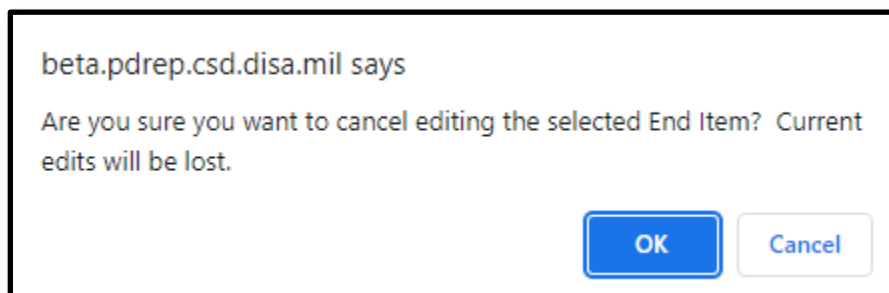 beta.pdrep.csd.disa.mil says
Are you sure you want to cancel editing the selected End Item?  Current
edits will be lost.
OK
Cancel